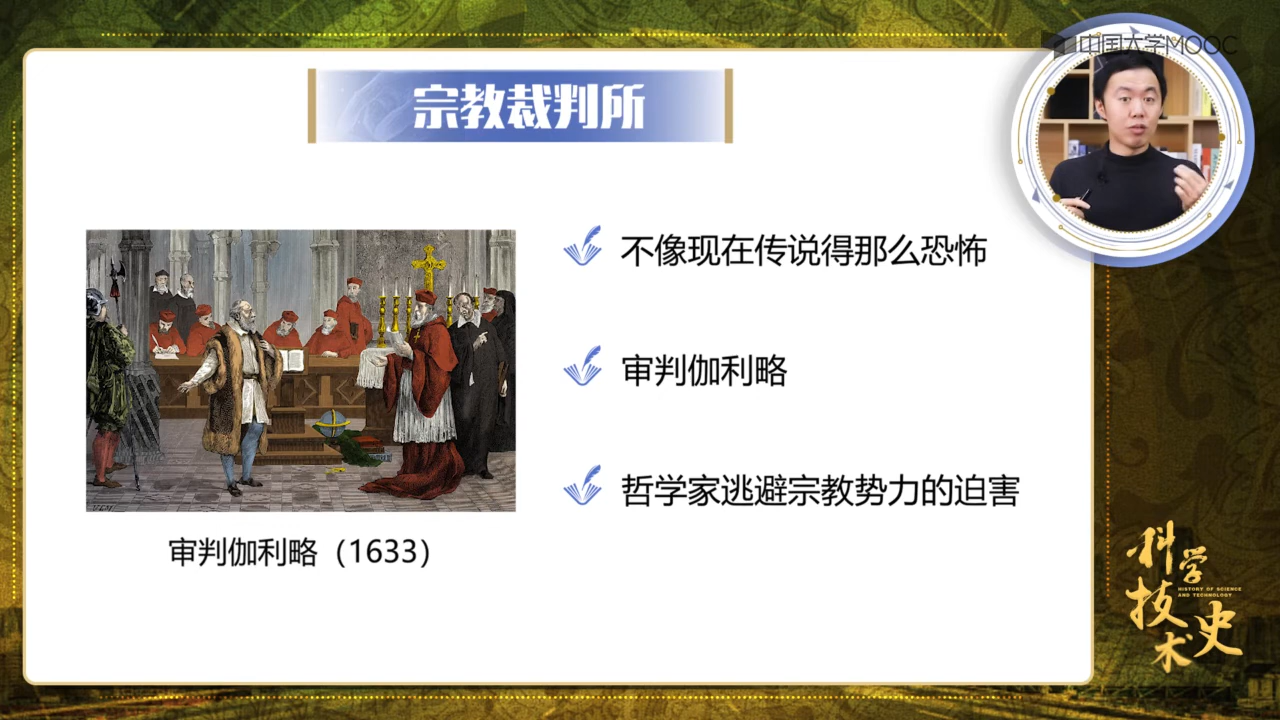 中国大学MOOC
宗教裁判所
不像现在传说得那么恐怖
审判伽利略
哲学家逃避宗教势力的迫害
审判伽利略（1633）
科学
技术史
HISTORY OF SCIENCE
AND TECHNOLOGY